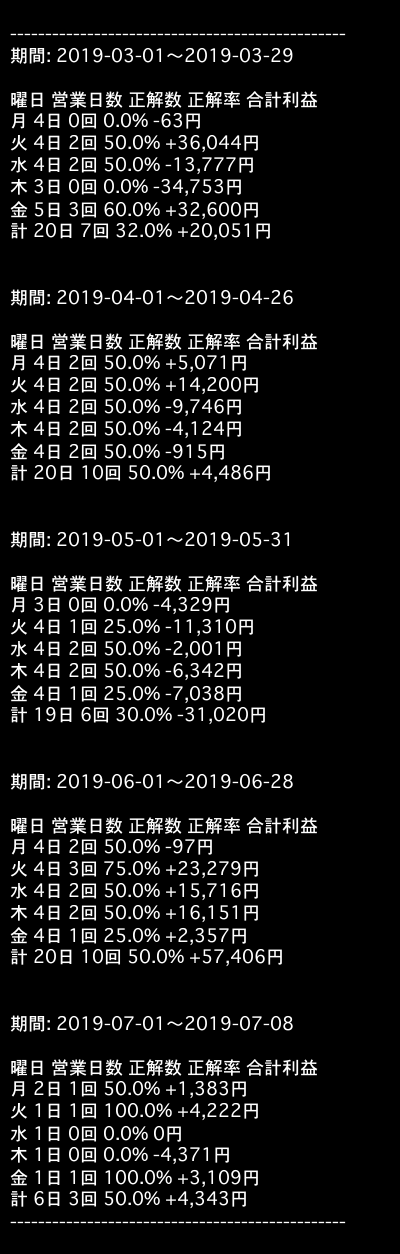 ------------------------------------------------
期間: 2019-03-01〜2019-03-29
曜日 営業日数 正解数 正解率 合計利益
月 4日 0回 0.0% -63円
火 4日 2回 50.0% +36,044円
水 4日 2回 50.0% -13,777円
木 3日 0回 0.0% -34,753円
金 5日 3回 60.0% +32,600円
計 20日 7回 32.0% +20,051円
期間: 2019-04-01〜2019-04-26
曜日 営業日数 正解数 正解率 合計利益
月 4日 2回 50.0% +5,071円
火 4日 2回 50.0% +14,200円
水 4日 2回 50.0% -9,746円
木 4日 2回 50.0% -4,124円
金 4日 2回 50.0% -915円
計 20日 10回 50.0% +4,486円
期間: 2019-05-01〜2019-05-31
曜日 営業日数 正解数 正解率 合計利益
月 3日 0回 0.0% -4,329円
火 4日 1回 25.0% -11,310円
水 4日 2回 50.0% -2,001円
木 4日 2回 50.0% -6,342円
金 4日 1回 25.0% -7,038円
計 19日 6回 30.0% -31,020円
期間: 2019-06-01〜2019-06-28
曜日 営業日数 正解数 正解率 合計利益
月 4日 2回 50.0% -97円
火 4日 3回 75.0% +23,279円
水 4日 2回 50.0% +15,716円
木 4日 2回 50.0% +16,151円
金 4日 1回 25.0% +2,357円
計 20日 10回 50.0% +57,406円
期間: 2019-07-01〜2019-07-08
曜日 営業日数 正解数 正解率 合計利益
月 2日 1回 50.0% +1,383円
火 1日 1回 100.0% +4,222円
水 1日 0回 0.0% 0円
木 1日 0回 0.0% -4,371円
金 1日 1回 100.0% +3,109円
計 6日 3回 50.0% +4,343円
------------------------------------------------